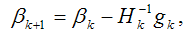 β_{k+1} = β_k − H_k^{-1} g_k ,